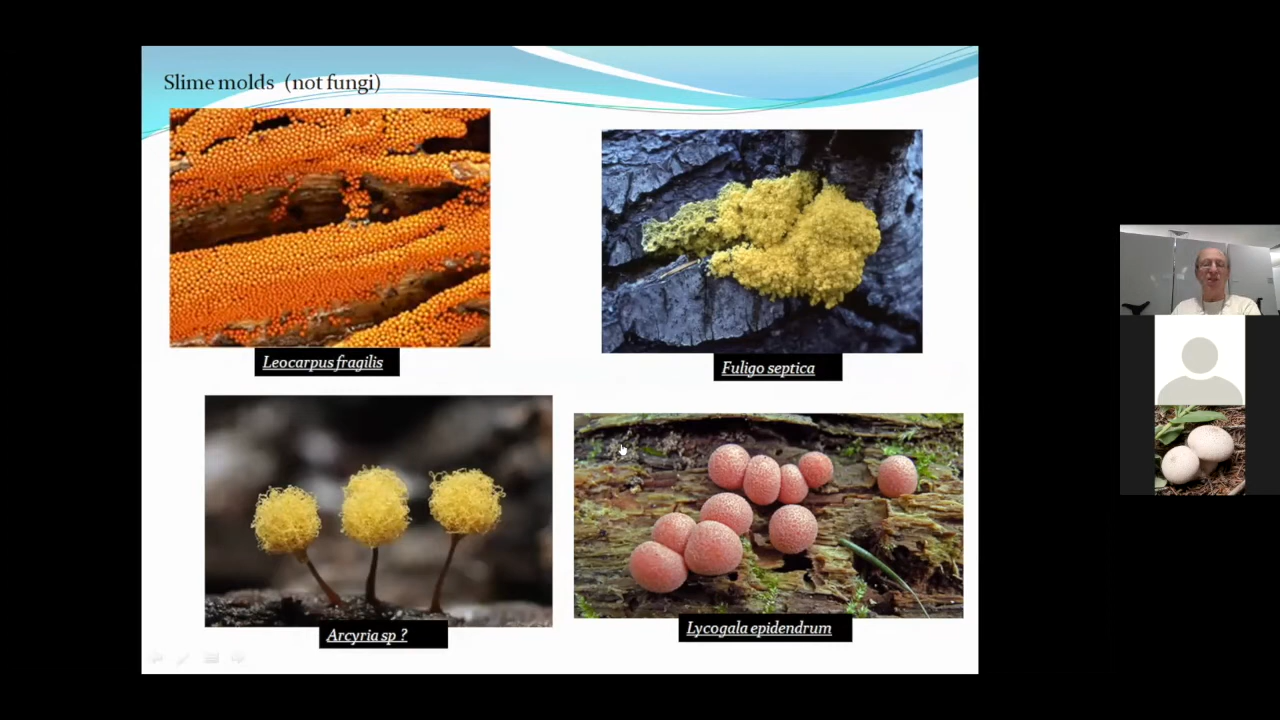 Slime molds (not fungi)
Leocarpus fragilis
Fuligo septica
Arcyria sp ?
Lycogala epidendrum